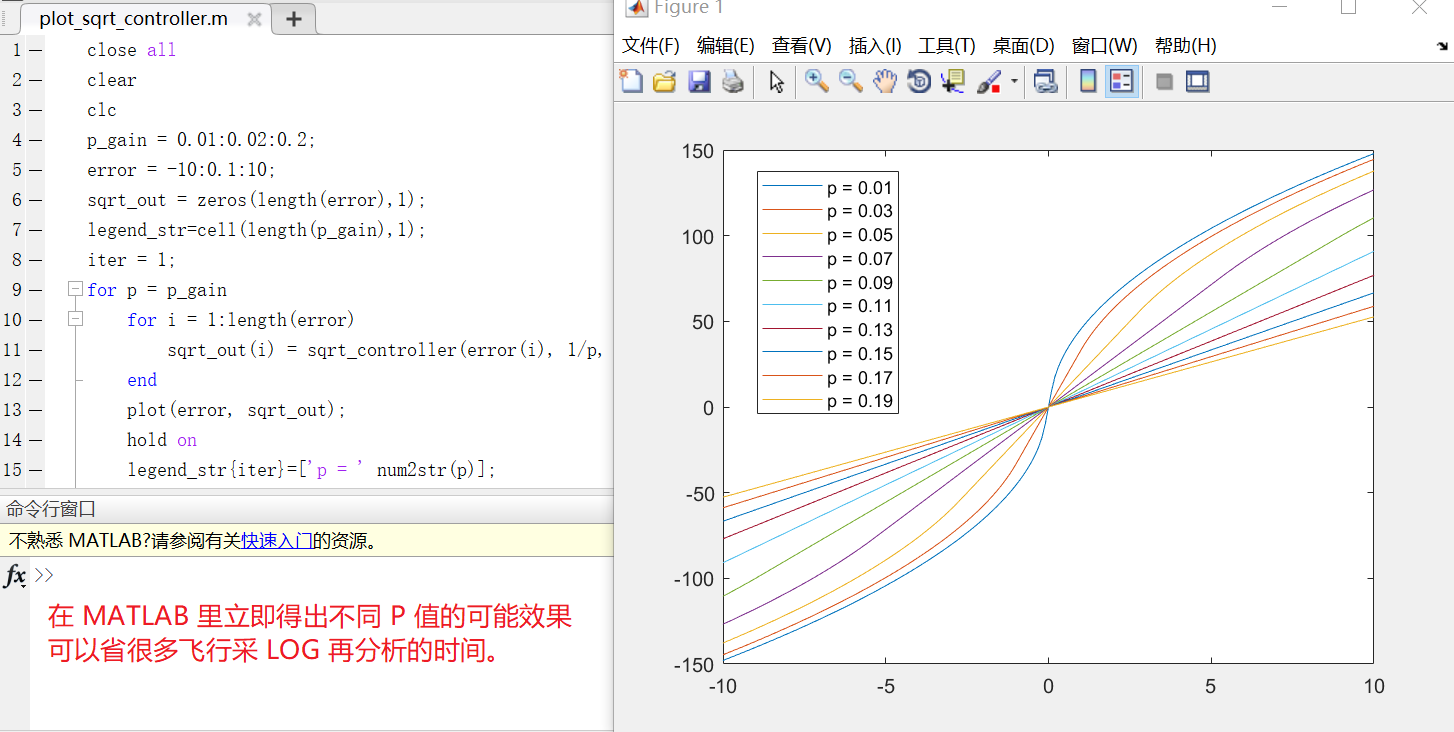 plot_sqrt_controller.m
1 close all
2 clear
3 clc
4 p_gain = 0.01:0.02:0.2;
5 error = -10:0.1:10;
6 sqrt_out = zeros(length(error),1);
7 legend_str=cell(length(p_gain),1);
8 iter = 1;
9 for p = p_gain
10 for i = 1:length(error)
11 sqrt_out(i) = sqrt_controller(error(i), 1/p,
12 end
13 plot(error, sqrt_out);
14 hold on
15 legend_str{iter}=['p = ' num2str(p)];
命令行窗口
不熟悉 MATLAB?请参阅有关快速入门的资源。
fx >>
在 MATLAB 里立即得出不同 P 值的可能效果
可以省很多飞行采 LOG 再分析的时间。
Figure 1
文件(F) 编辑(E) 查看(V) 插入(I) 工具(T) 桌面(D) 窗口(W) 帮助(H)
150
100
50
0
-50
-100
-150
p = 0.01
p = 0.03
p = 0.05
p = 0.07
p = 0.09
p = 0.11
p = 0.13
p = 0.15
p = 0.17
p = 0.19
-10 -5 0 5 10